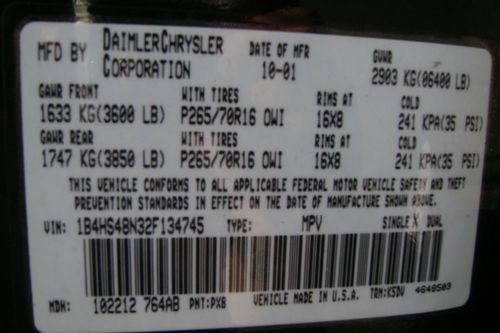 MFD BY DAIMLERCHRYSLER CORPORATION DATE OF MFR 10-01 GVWR 2903 KG(06400 LB)
GAWR FRONT WITH TIRES RIMS AT COLD
1633 KG(3600 LB) P265/70R16 OWI 16X8 241 KPA(35 PSI)
GAWR REAR WITH TIRES RIMS AT COLD
1747 KG(3850 LB) P265/70R16 OWI 16X8 241 KPA(35 PSI)
THIS VEHICLE CONFORMS TO ALL APPLICABLE FEDERAL MOTOR VEHICLE SAFETY AND THEFT
PREVENTION STANDARDS IN EFFECT ON THE DATE OF MANUFACTURE SHOWN ABOVE.
VIN: 1B4HS48N32F134745 TYPE: MPV SINGLE X DUAL
MDH: 102212 764AB PNT:PX8 VEHICLE MADE IN U.S.A. TRM:K5DV 4648503